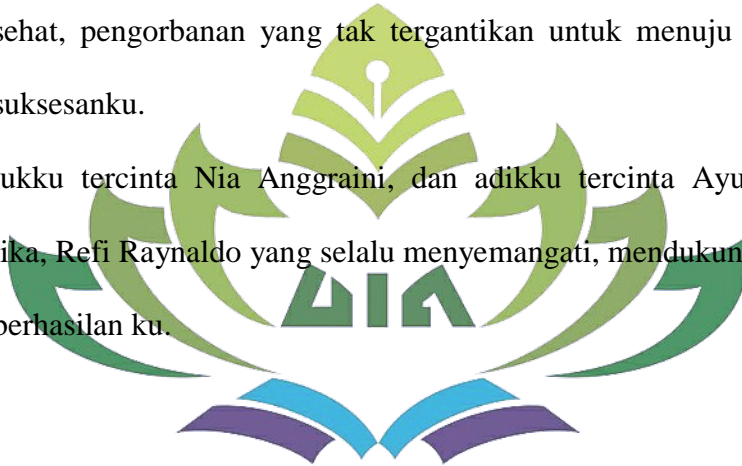 sehat, pengorbanan yang tak tergantikan untuk menuju
suksesanku.
ukku tercinta Nia Anggraini, dan adikku tercinta Ayu
ika, Refi Raynaldo yang selalu menyemangati, mendukun
berhasilan ku.
UIN